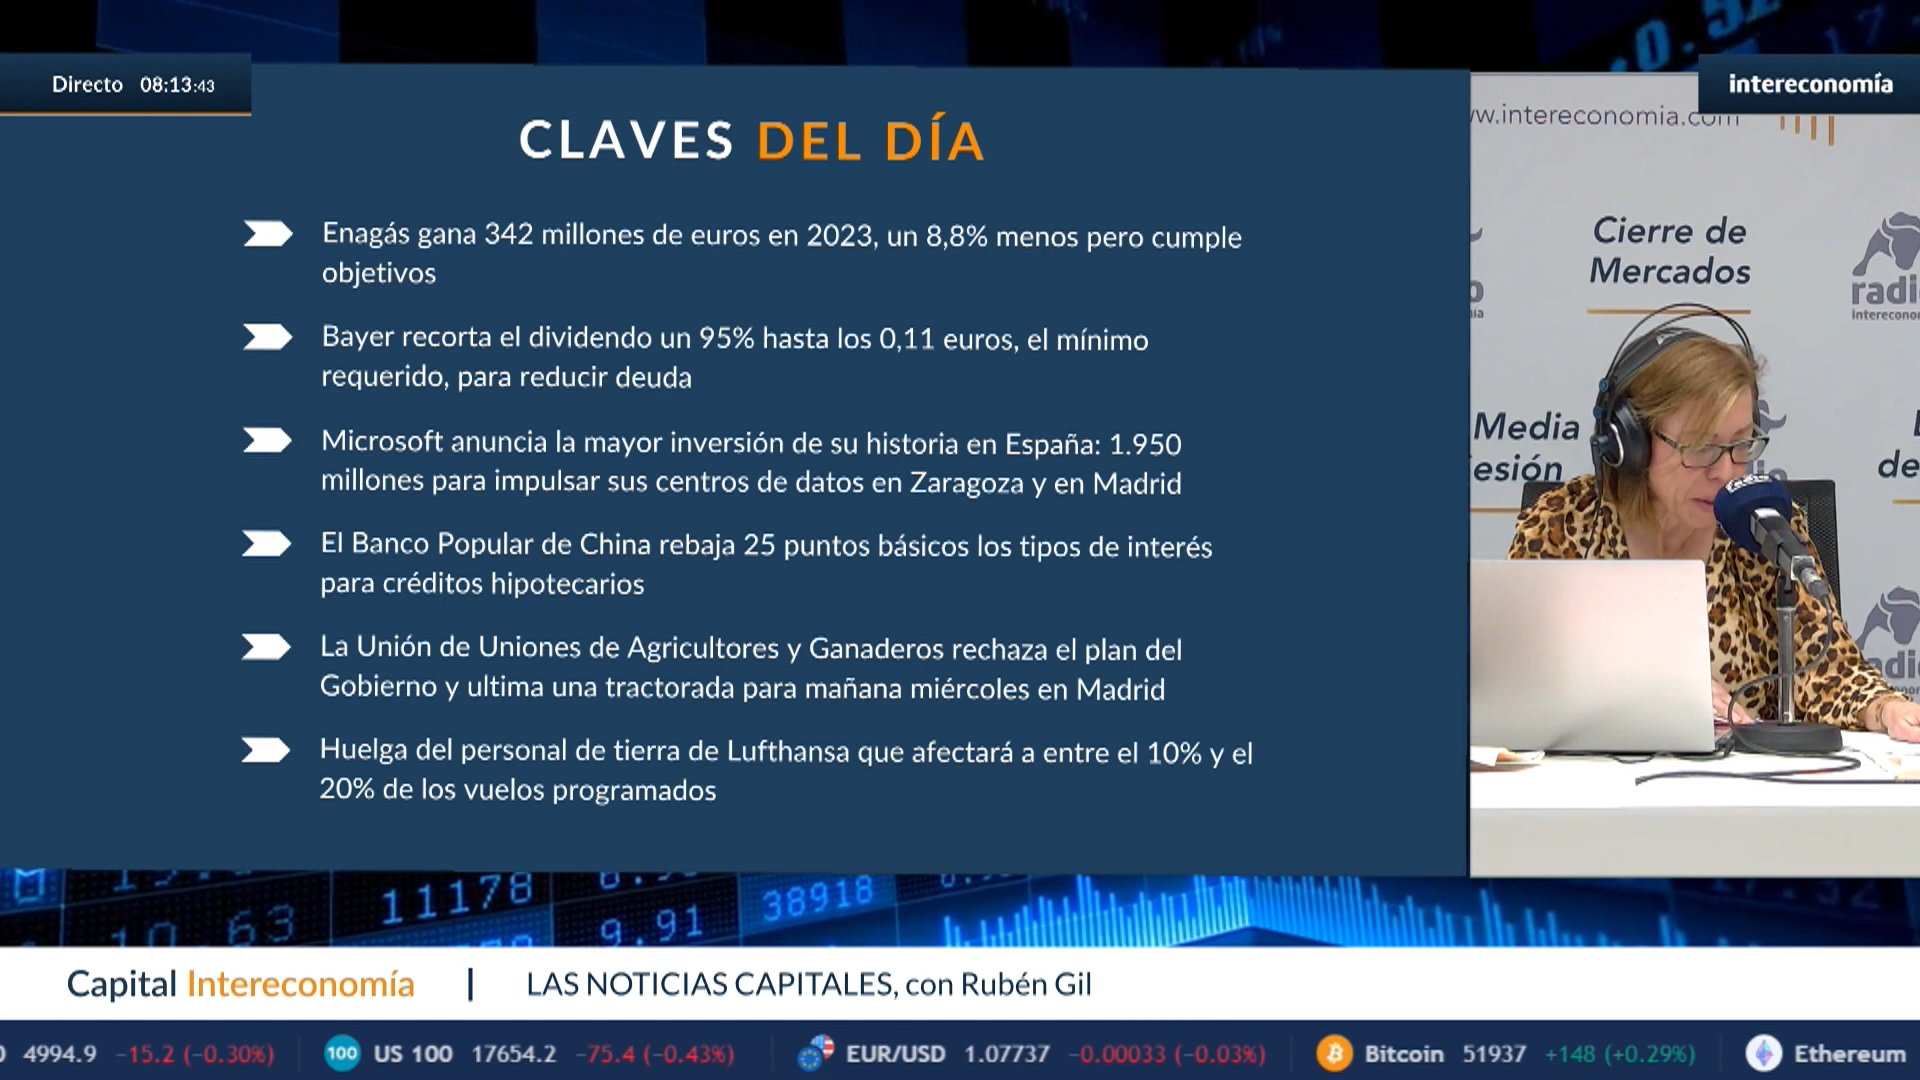 Directo 08:13:43
intereconomía
CLAVES DEL DÍA
Enagás gana 342 millones de euros en 2023, un 8,8% menos pero cumple
objetivos
Bayer recorta el dividendo un 95% hasta los 0,11 euros, el mínimo
requerido, para reducir deuda
Microsoft anuncia la mayor inversión de su historia en España: 1.950
millones para impulsar sus centros de datos en Zaragoza y en Madrid
El Banco Popular de China rebaja 25 puntos básicos los tipos de interés
para créditos hipotecarios
La Unión de Uniones de Agricultores y Ganaderos rechaza el plan del
Gobierno y ultima una tractorada para mañana miércoles en Madrid
Huelga del personal de tierra de Lufthansa que afectará a entre el 10% y el
20% de los vuelos programados
w.intereconomia.com
Cierre de
Mercados
Media
esión
de
11178
38918
10.63
9.91
Capital Intereconomía | LAS NOTICIAS CAPITALES, con Rubén Gil
4994.9 -15.2 (-0.30%) 100 US 100 17654.2 -75.4 (-0.43%) EUR/USD 1.07737 -0.00033 (-0.03%) Bitcoin 51937 +148 (+0.29%) Ethereum